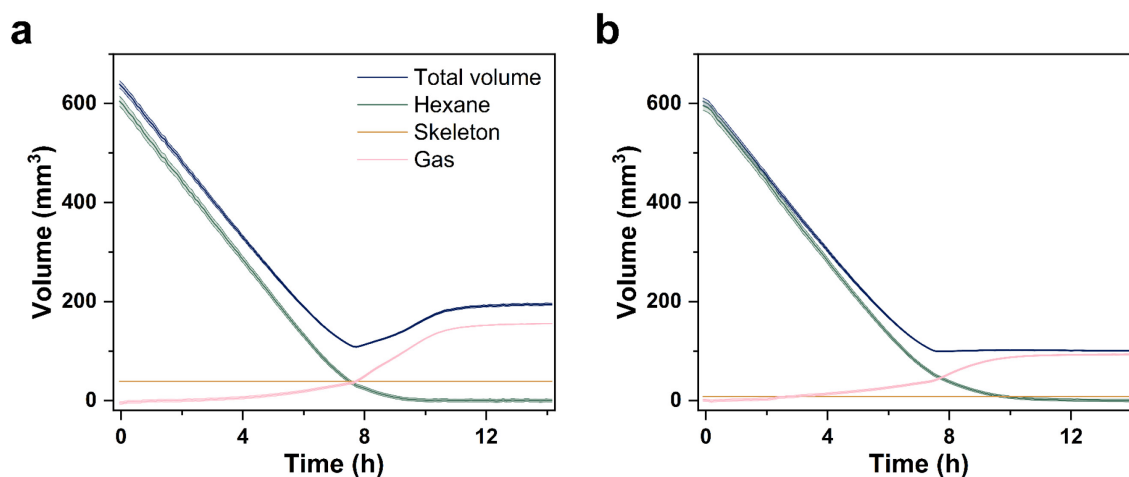 a
Volume (mm³)
600
400
200
0
Total volume
Hexane
Skeleton
Gas
0 4 8 12
Time (h)
b
Volume (mm³)
600
400
200
0
0 4 8 12
Time (h)